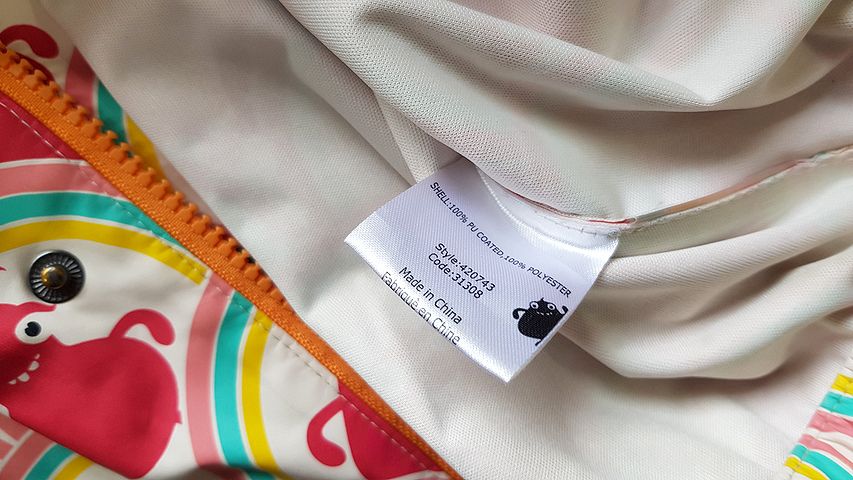 SHELL:100% PU COATED,100% POLYESTER
Style:420743
Code:31308
Made in China
Fabriqué en Chine